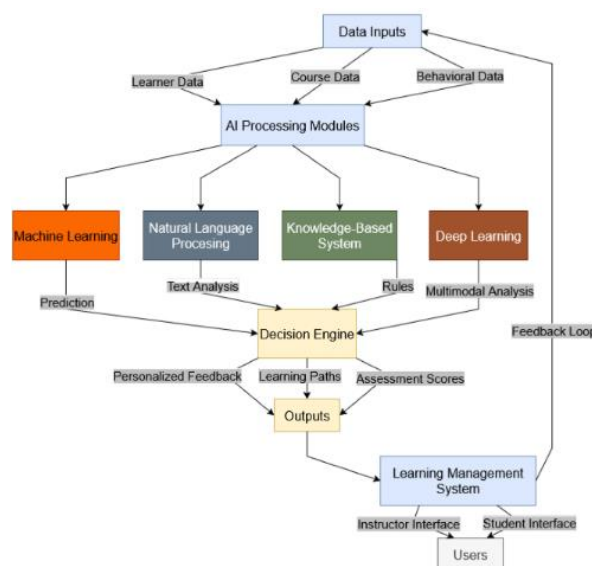 Data Inputs
Learner Data
Course Data
Behavioral Data
AI Processing Modules
Machine Learning
Natural Language
Procesing
Knowledge-Based
System
Deep Learning
Prediction
Text Analysis
Rules
Multimodal Analysis
Decision Engine
Feedback Loop
Personalized Feedback
Learning Paths
Assessment Scores
Outputs
Learning Management
System
Instructor Interface
Student Interface
Users